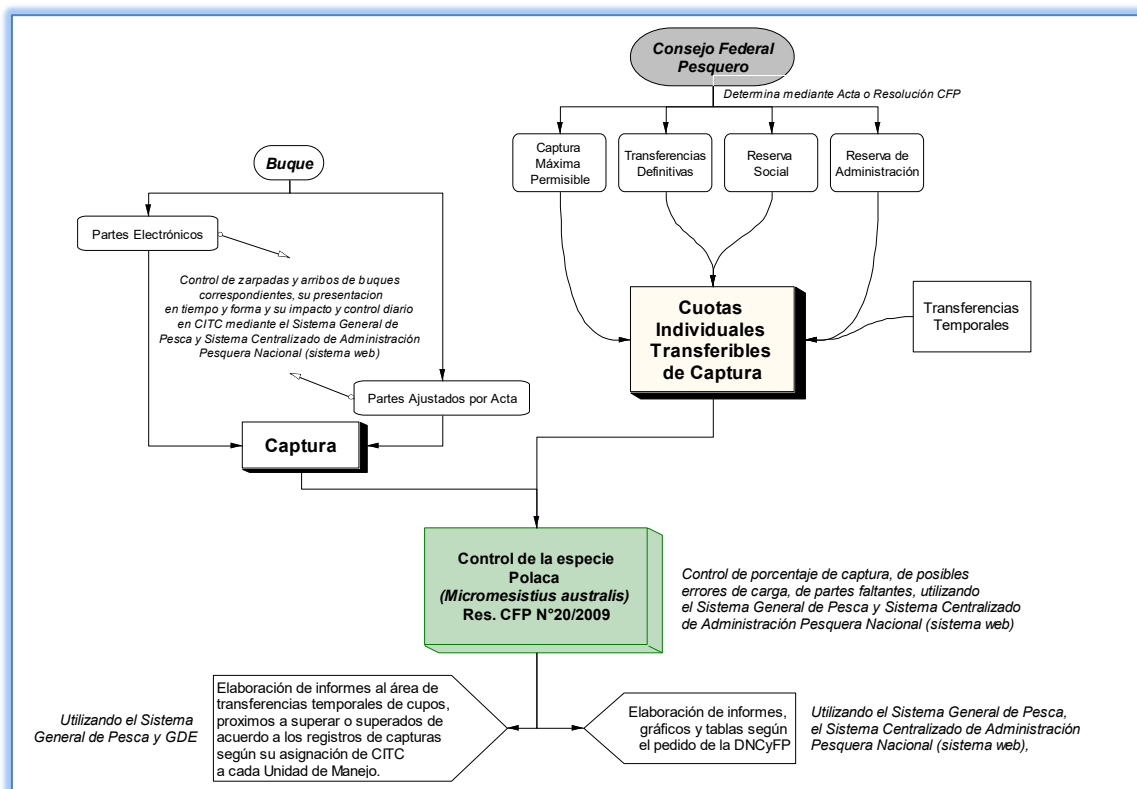 Consejo Federal
Pesquero
Determina mediante Acta o Resolución CFP
Captura
Máxima
Permisible
Transferencias
Definitivas
Reserva
Social
Reserva de
Administración
Buque
Partes Electrónicos
Control de zarpadas y arribos de buques
correspondientes, su presentacion
en tiempo y forma y su impacto y control diario
en CITC mediante el Sistema General de
Pesca y Sistema Centralizado de Administración
Pesquera Nacional (sistema web)
Partes Ajustados por Acta
Captura
Cuotas
Individuales
Transferibles
de Captura
Transferencias
Temporales
Control de la especie
Polaca
(Micromesistius australis)
Res. CFP N°20/2009
Control de porcentaje de captura, de posibles
errores de carga, de partes faltantes, utilizando
el Sistema General de Pesca y Sistema Centralizado
de Administración Pesquera Nacional (sistema web)
Utilizando el Sistema
General de Pesca y GDE
Elaboración de informes al área de
transferencias temporales de cupos,
proximos a superar o superados de
acuerdo a los registros de capturas
según su asignación de CITC
a cada Unidad de Manejo.
Elaboración de informes,
gráficos y tablas según
el pedido de la DNCyFP
Utilizando el Sistema General de Pesca,
el Sistema Centralizado de Administración
Pesquera Nacional (sistema web),